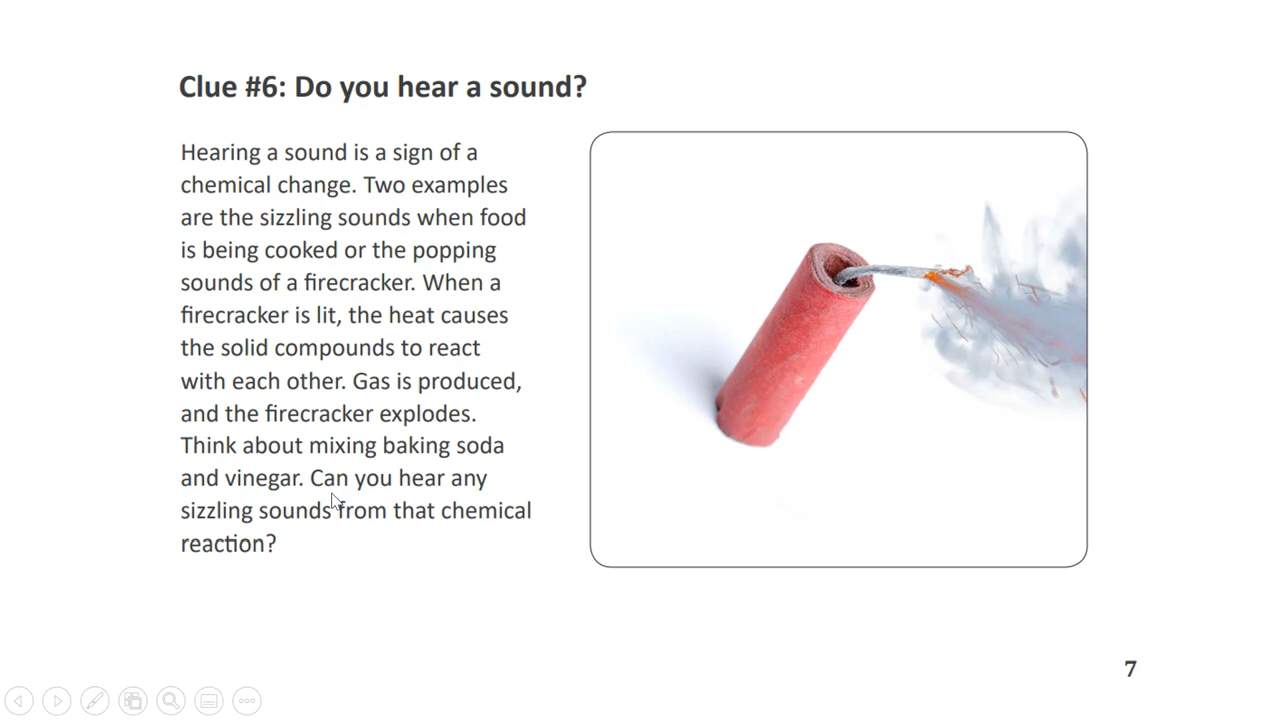 Clue #6: Do you hear a sound?
Hearing a sound is a sign of a
chemical change. Two examples
are the sizzling sounds when food
is being cooked or the popping
sounds of a firecracker. When a
firecracker is lit, the heat causes
the solid compounds to react
with each other. Gas is produced,
and the firecracker explodes.
Think about mixing baking soda
and vinegar. Can you hear any
sizzling sounds from that chemical
reaction?
7